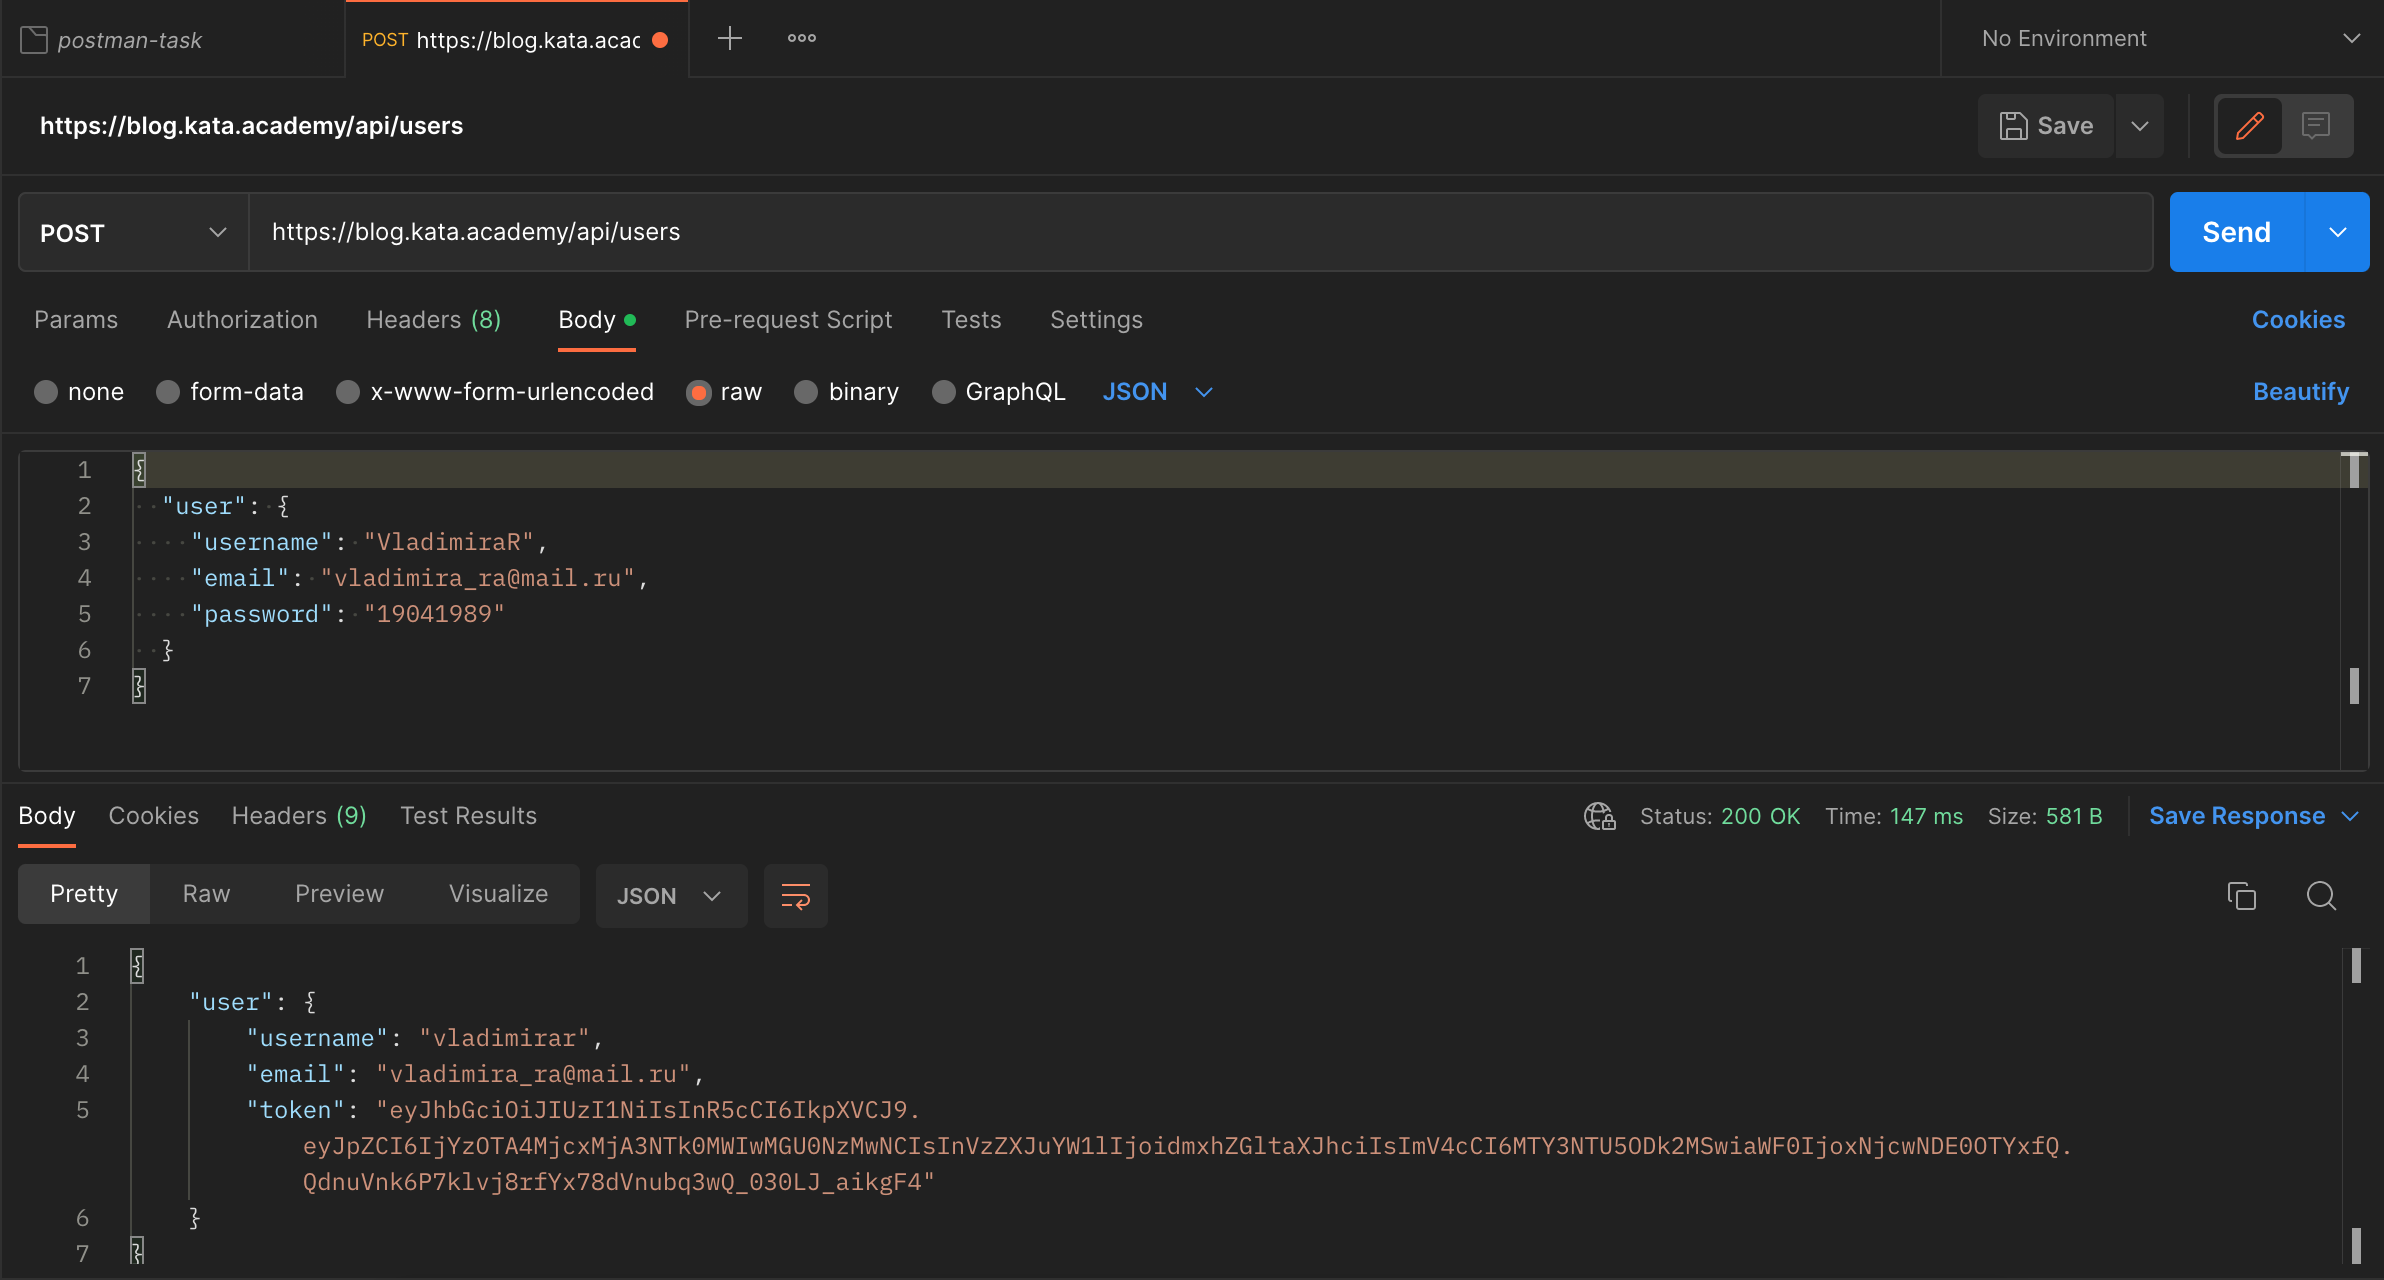 postman-task
POST https://blog.kata.acac
No Environment
https://blog.kata.academy/api/users
Save
POST
https://blog.kata.academy/api/users
Send
Params Authorization Headers (8) Body Pre-request Script Tests Settings Cookies
none form-data x-www-form-urlencoded raw binary GraphQL JSON Beautify
1 {
2 "user": {
3 "username": "VladimiraR",
4 "email": "vladimira_ra@mail.ru",
5 "password": "19041989"
6 }
7 }
Body Cookies Headers (9) Test Results Status: 200 OK Time: 147 ms Size: 581 B Save Response
Pretty Raw Preview Visualize JSON
1 {
2 "user": {
3 "username": "vladimirar",
4 "email": "vladimira_ra@mail.ru",
5 "token": "eyJhbGciOiJIUzI1NiIsInR5cCI6IkpXVCJ9.
eyJpZCI6IjYzOTA4MjcxMjA3NTk0MWIwMGU0NzMwNCIsInVzZXJuYW1lIjoidmxhZGltaXJhciIsImV4cCI6MTY3NTU5ODk2MSwiaWF0IjoxNjcwNDE0OTYxfQ.
QdnuVnk6P7klvj8rfYx78dVnubq3wQ_030LJ_aikgF4"
6 }
7 }